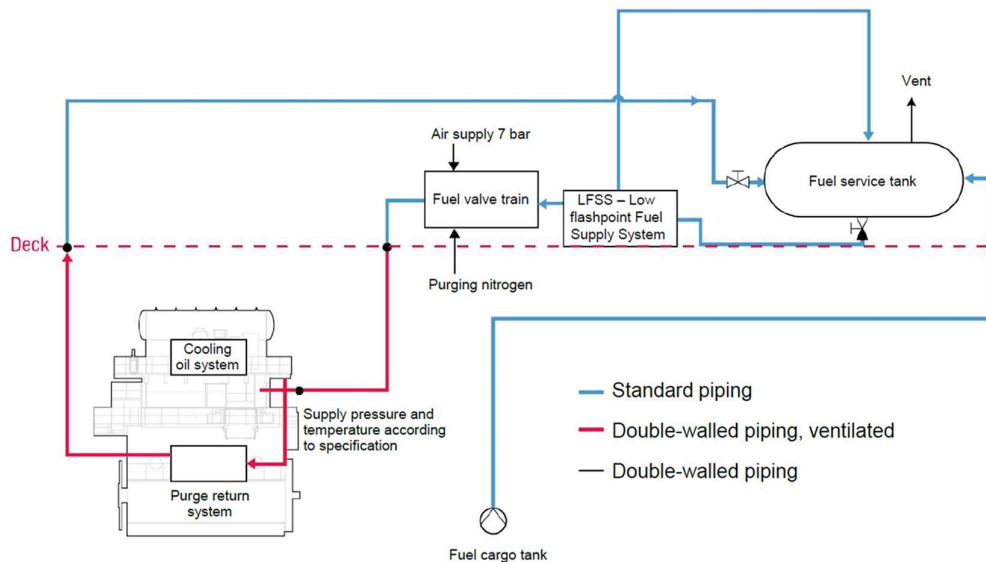 Vent
Air supply 7 bar
Fuel valve train
LFSS – Low
flashpoint Fuel
Supply System
Fuel service tank
Deck
Purging nitrogen
Cooling
oil system
Supply pressure and
temperature according
to specification
Purge return
system
Standard piping
Double-walled piping, ventilated
Double-walled piping
Fuel cargo tank